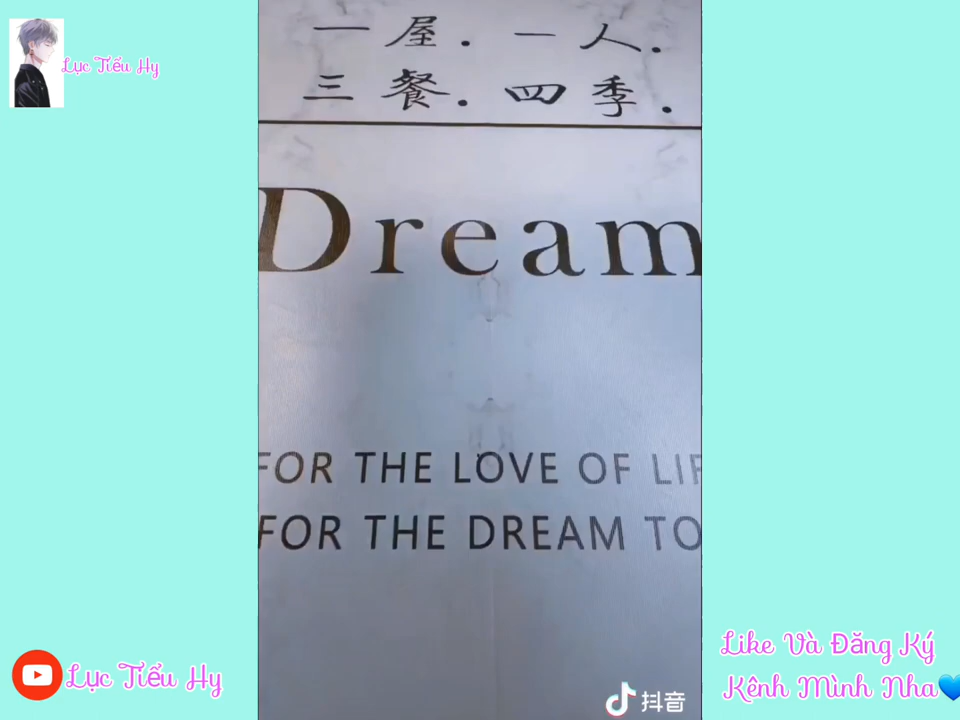 Lục Tiểu Hy
一屋.一人.
三餐.四季.
Dream
FOR THE LOVE OF LIF
FOR THE DREAM TO
Like Và Đăng Ký
Kênh Mình Nha
Lục Tiểu Hy
抖音